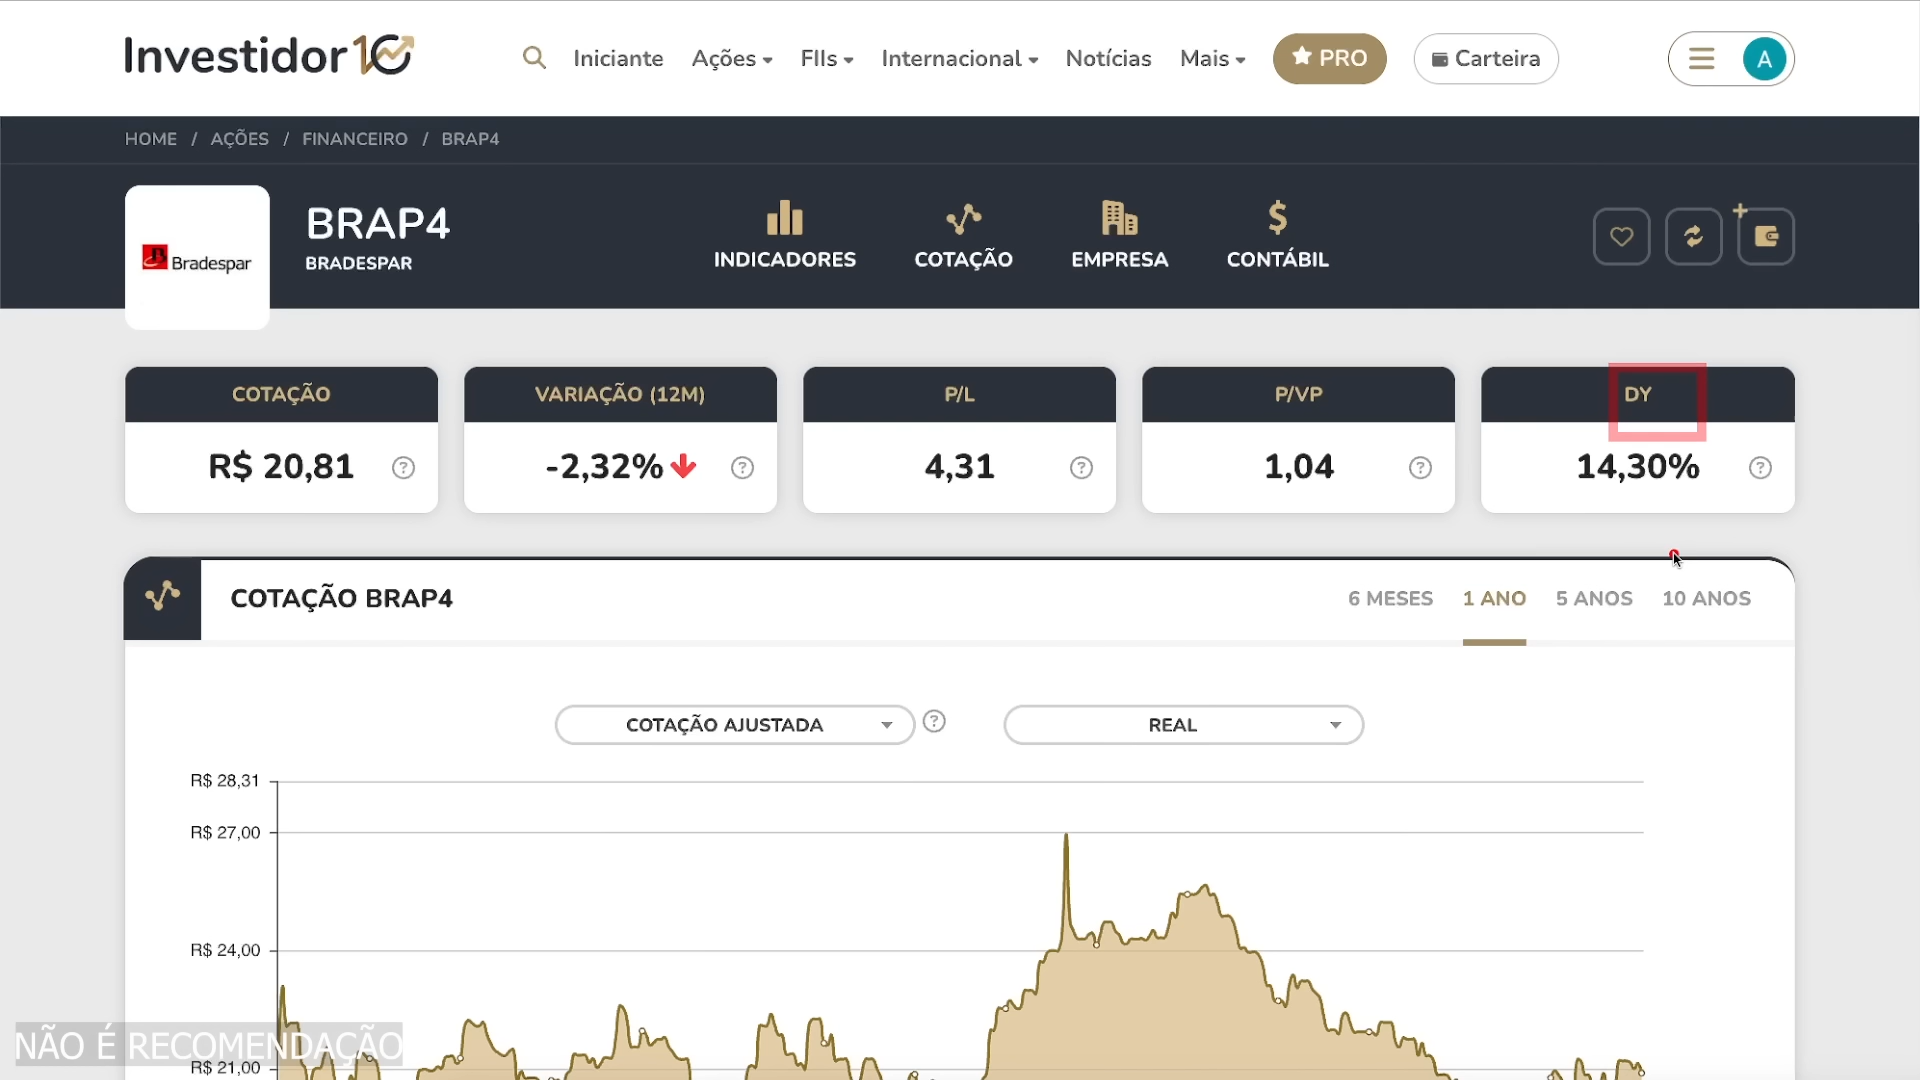 Investidor10
Iniciante Ações FIIs Internacional Notícias Mais PRO Carteira A
HOME / AÇÕES / FINANCEIRO / BRAP4
Bradespar
BRAP4
BRADESPAR
INDICADORES COTAÇÃO EMPRESA CONTÁBIL
COTAÇÃO VARIAÇÃO (12M) P/L P/VP DY
R$ 20,81 ? -2,32% ? 4,31 ? 1,04 ? 14,30% ?
COTAÇÃO BRAP4 6 MESES 1 ANO 5 ANOS 10 ANOS
COTAÇÃO AJUSTADA ? REAL
R$ 28,31
R$ 27,00
R$ 24,00
NÃO É RECOMENDAÇÃO
R$ 21,00